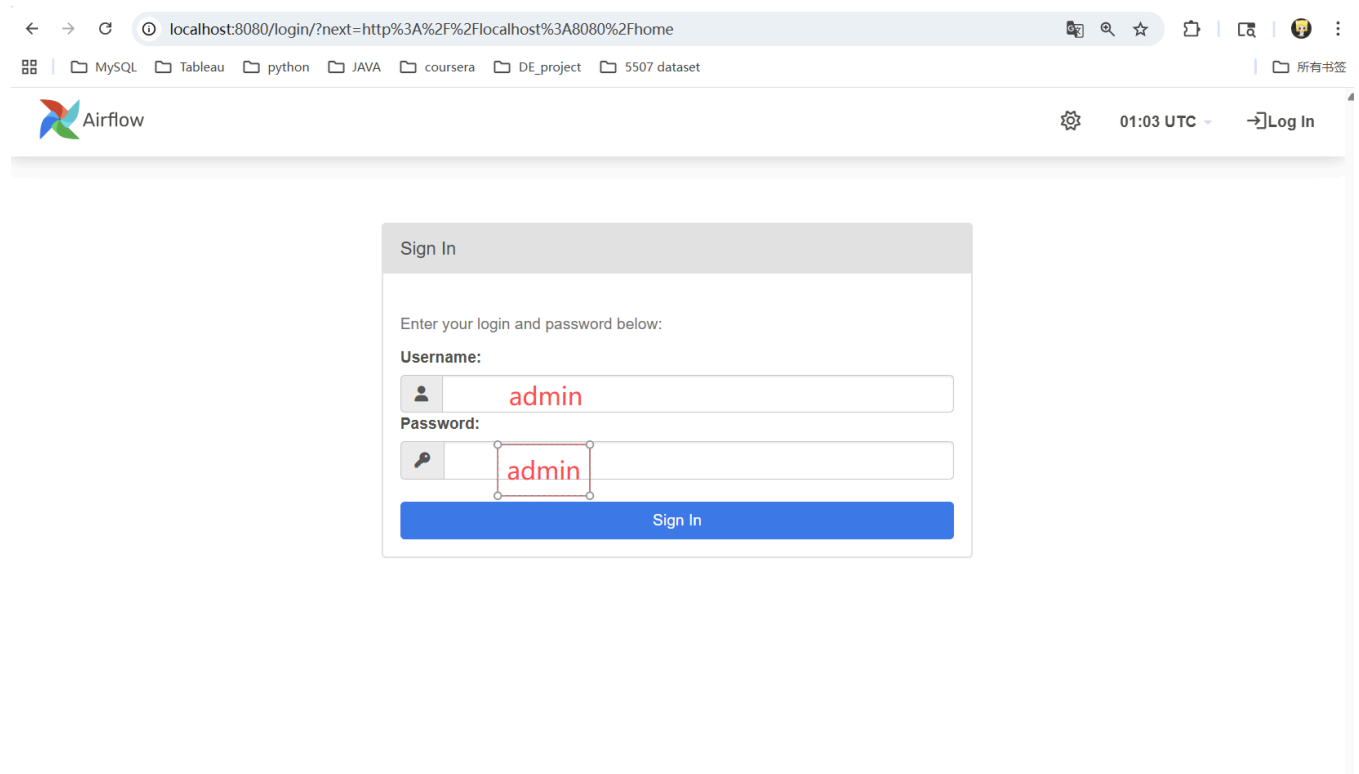 localhost:8080/login/?next=http%3A%2F%2Flocalhost%3A8080%2Fhome
MySQL Tableau python JAVA coursera DE_project 5507 dataset 所有书签
Airflow 01:03 UTC Log In
Sign In
Enter your login and password below:
Username:
admin
Password:
admin
Sign In